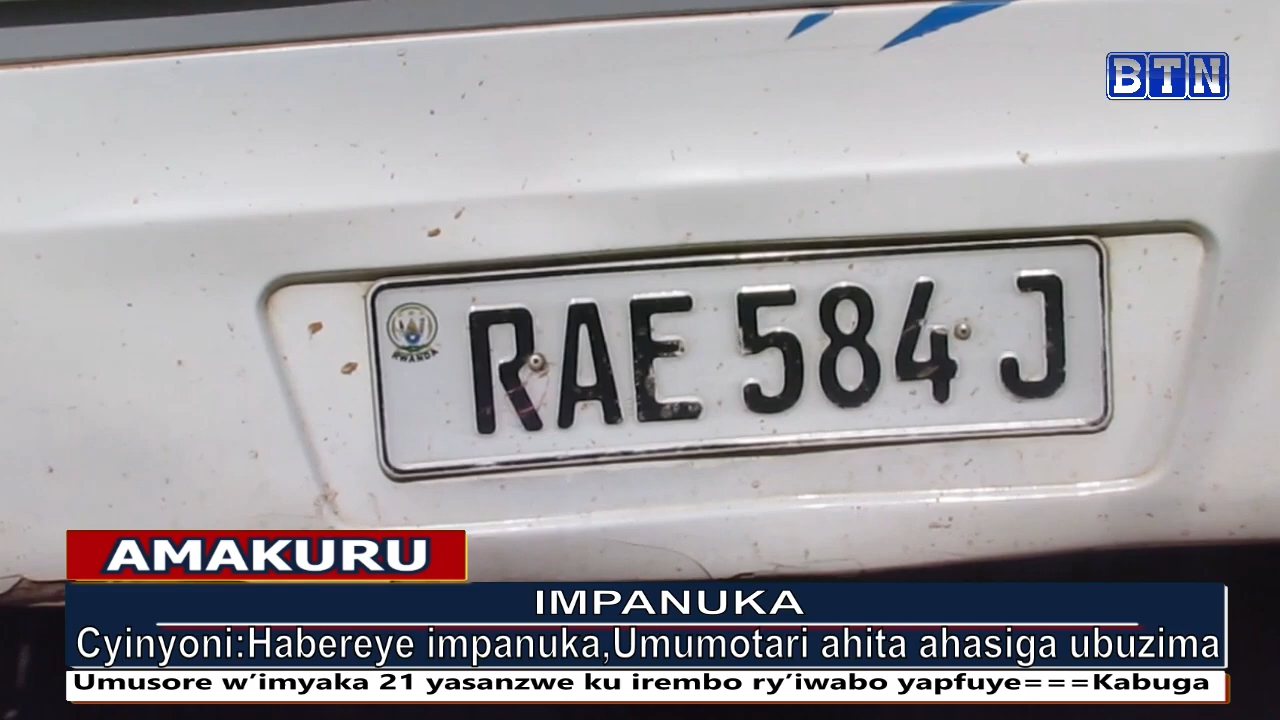 BTN
RWANDA
RAE 584 J
AMAKURU
IMPANUKA
Cyinyoni:Habereye impanuka,Umumotari ahita ahasiga ubuzima
Umusore w’imyaka 21 yasanzwe ku irembo ry’iwabo yapfuye===Kabuga